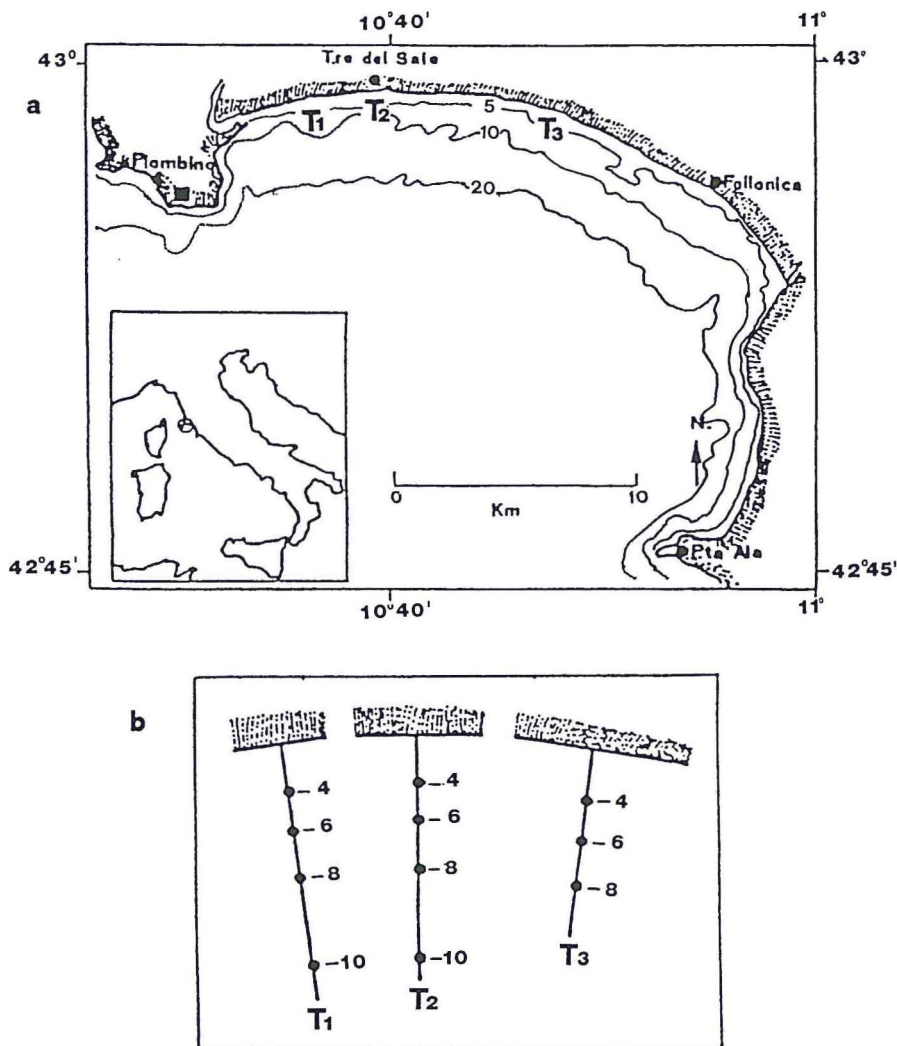 10°40' 11°
43° 43°
T.re del Sale
a
5
T1 T2 T3
10
Piombino
20
Follonica
N.
0 10
Km
P.ta Ala
42°45' 42°45'
10°40' 11°
b
-4 -4 -4
-6 -6 -6
-8 -8 -8
-10 -10
T1 T2 T3